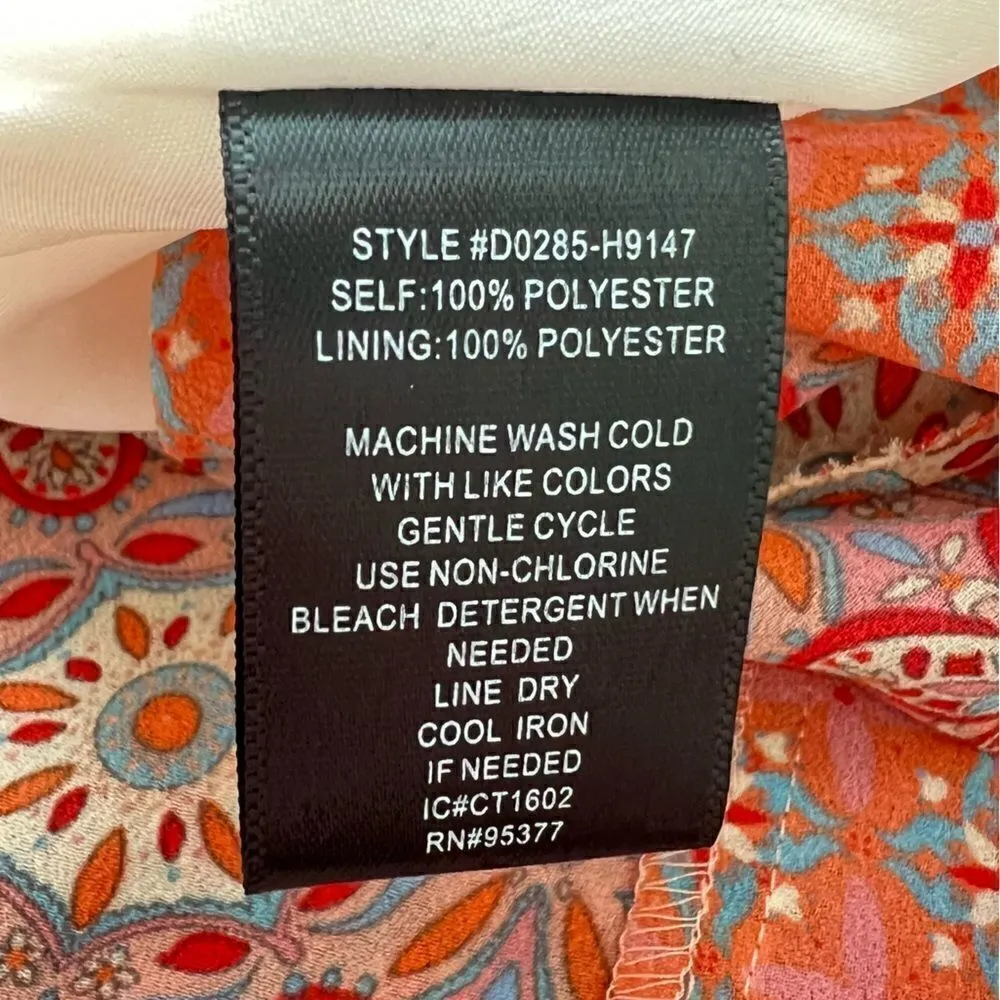 STYLE #D0285-H9147
SELF:100% POLYESTER
LINING:100% POLYESTER
MACHINE WASH COLD
WITH LIKE COLORS
GENTLE CYCLE
USE NON-CHLORINE
BLEACH DETERGENT WHEN
NEEDED
LINE DRY
COOL IRON
IF NEEDED
IC#CT1602
RN#95377